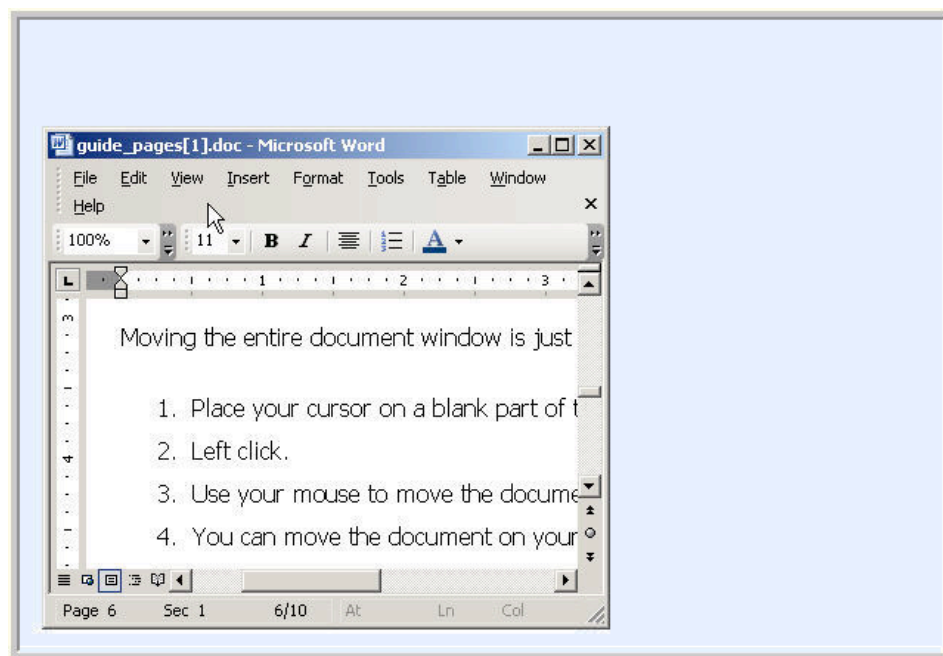 guide_pages[1].doc - Microsoft Word
File Edit View Insert Format Tools Table Window
Help
100% 11 B I A
L 1 2 3
3
Moving the entire document window is just
1. Place your cursor on a blank part of t
2. Left click.
4
3. Use your mouse to move the docume
4. You can move the document on your
Page 6 Sec 1 6/10 At Ln Col